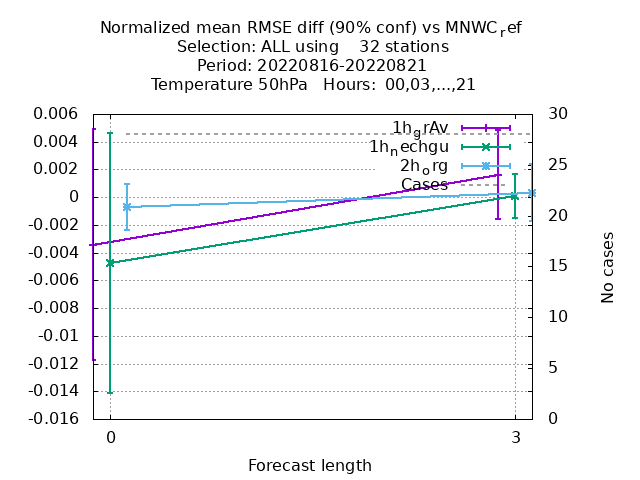 Normalized mean RMSE diff (90% conf) vs MNWC_ref
Selection: ALL using    32 stations
Period: 20220816-20220821
Temperature 50hPa   Hours:  00,03,...,21
0.006
0.004
0.002
0
-0.002
-0.004
-0.006
-0.008
-0.01
-0.012
-0.014
-0.016
1h_grAv
1h_nechgu
2h_org
Cases
30
25
20
15
10
5
0
No cases
0
3
Forecast length